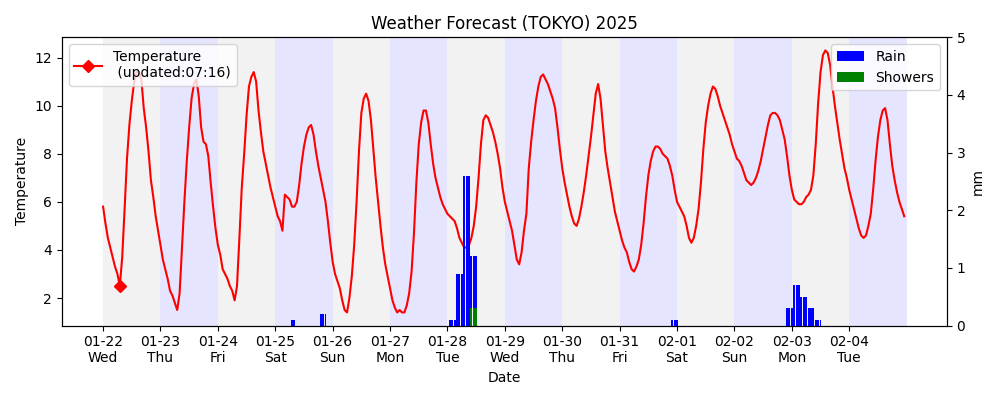 Weather Forecast (TOKYO) 2025
Temperature
(updated:07:16)
Rain
Showers
Temperature
12
10
8
6
4
2
mm
5
4
3
2
1
0
01-22 01-23 01-24 01-25 01-26 01-27 01-28 01-29 01-30 01-31 02-01 02-02 02-03 02-04
Wed Thu Fri Sat Sun Mon Tue Wed Thu Fri Sat Sun Mon Tue
Date